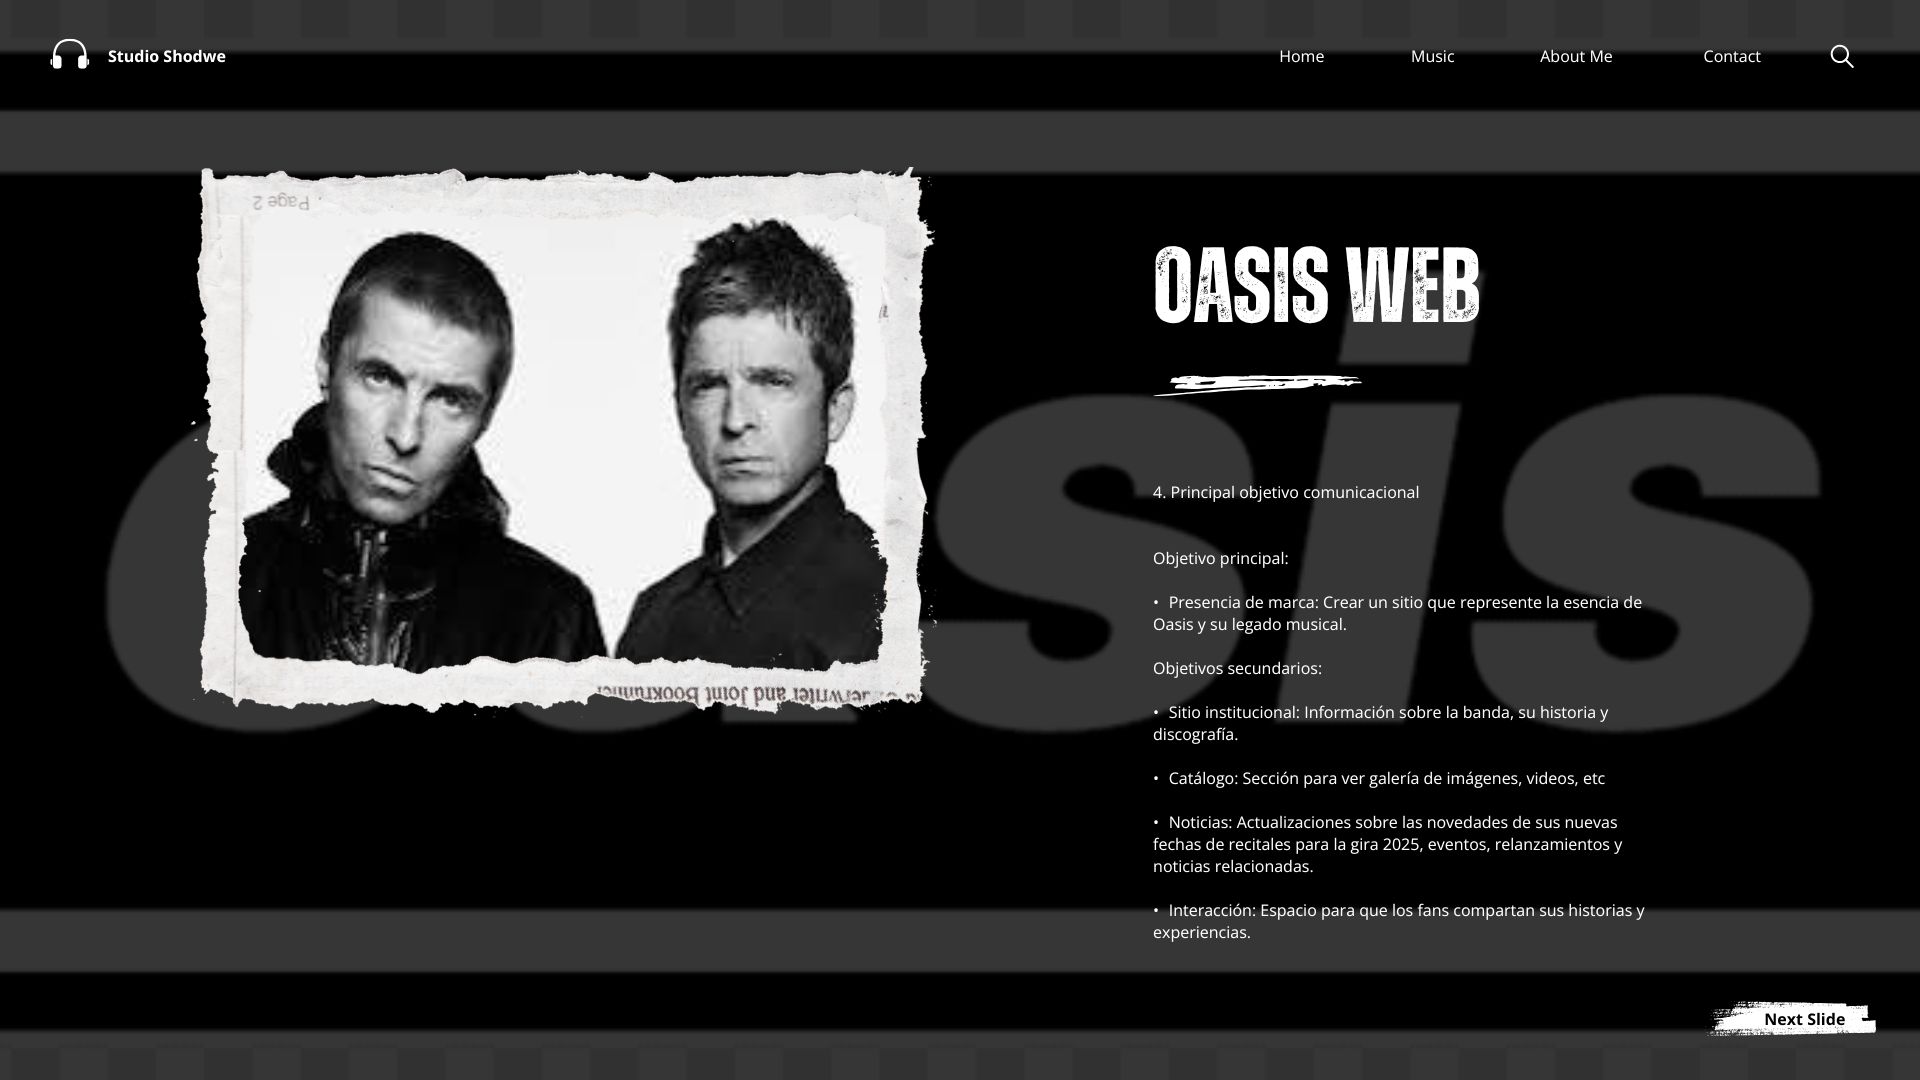 Studio Shodwe
Home
Music
About Me
Contact
Page 2
OASIS WEB
oasis
4. Principal objetivo comunicacional
Objetivo principal:
• Presencia de marca: Crear un sitio que represente la esencia de
Oasis y su legado musical.
Objetivos secundarios:
• Sitio institucional: Información sobre la banda, su historia y
discografía.
• Catálogo: Sección para ver galería de imágenes, videos, etc
• Noticias: Actualizaciones sobre las novedades de sus nuevas
fechas de recitales para la gira 2025, eventos, relanzamientos y
noticias relacionadas.
• Interacción: Espacio para que los fans compartan sus historias y
experiencias.
and Joint
Next Slide